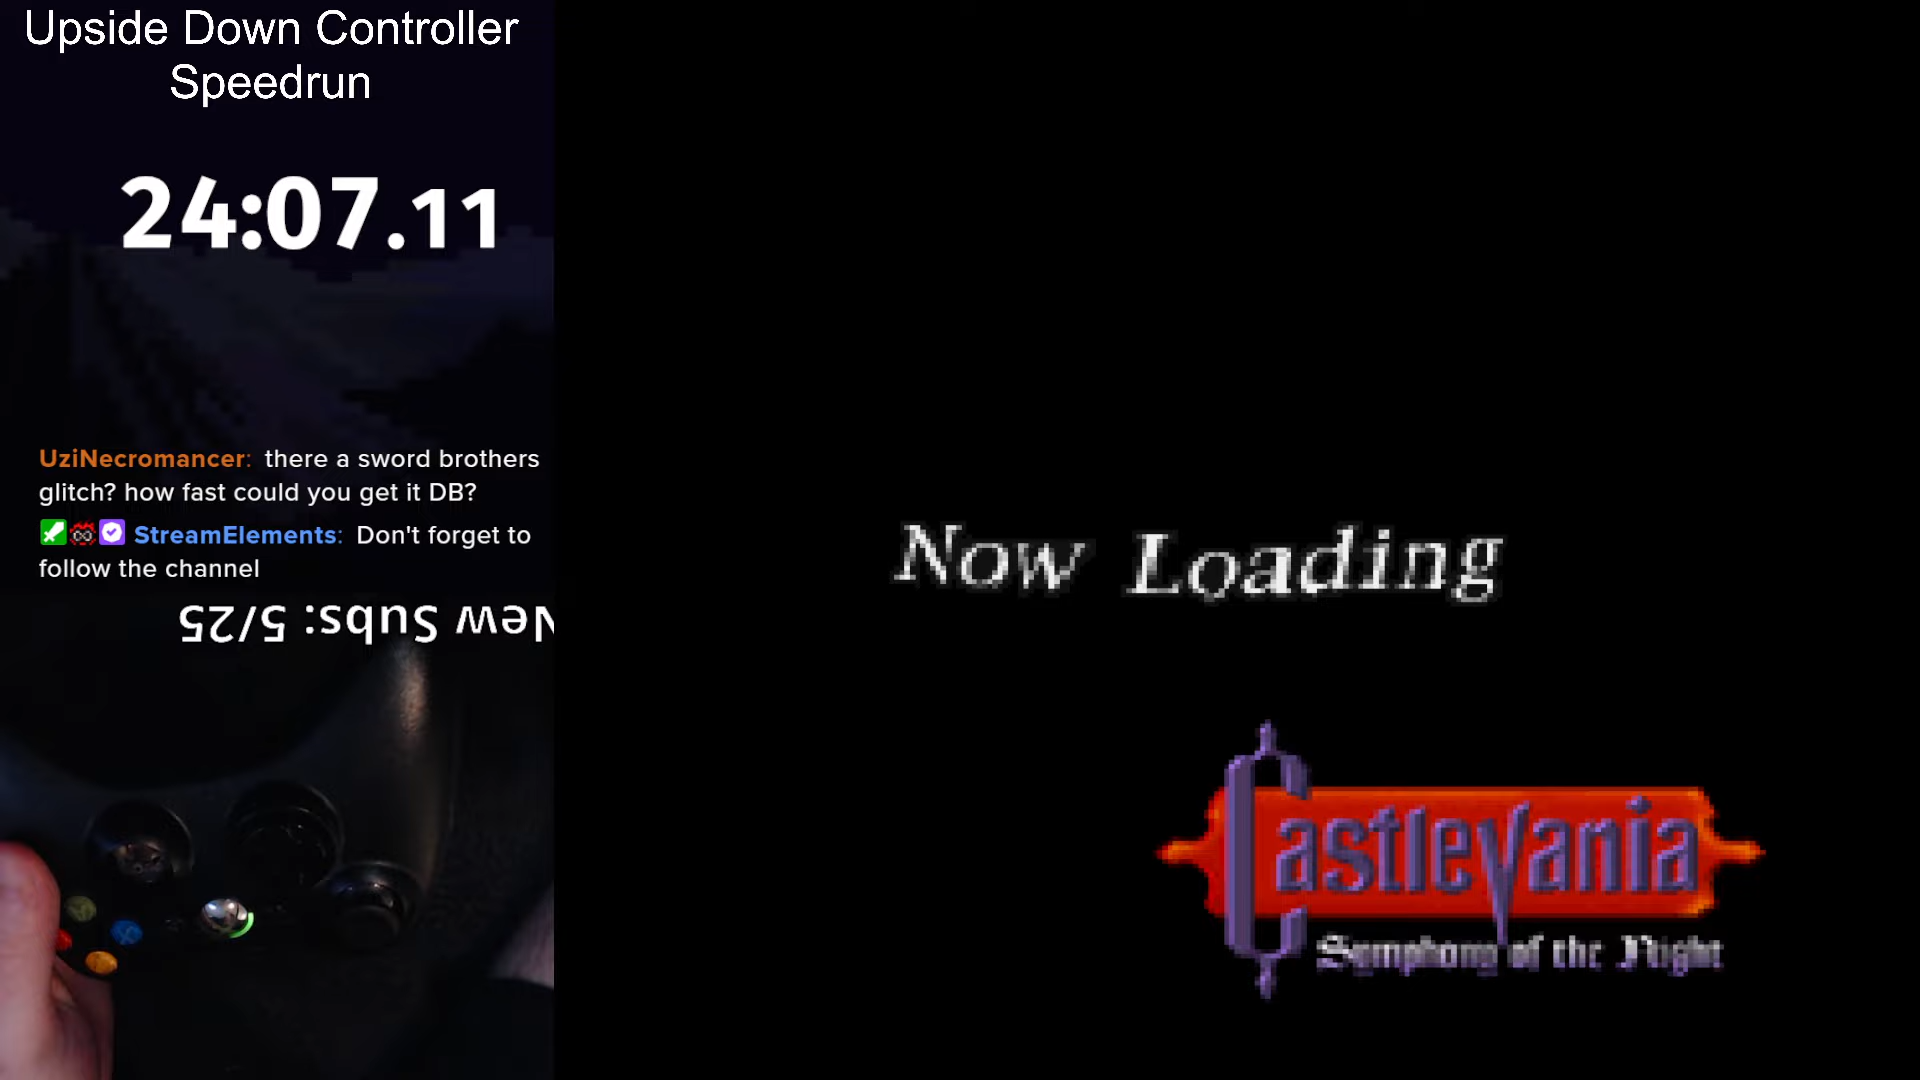 Upside Down Controller
Speedrun
24:07.11
UziNecromancer: there a sword brothers
glitch? how fast could you get it DB?
StreamElements: Don't forget to
follow the channel
New Subs: 5/25
Now Loading
Castlevania
Symphony of the Night